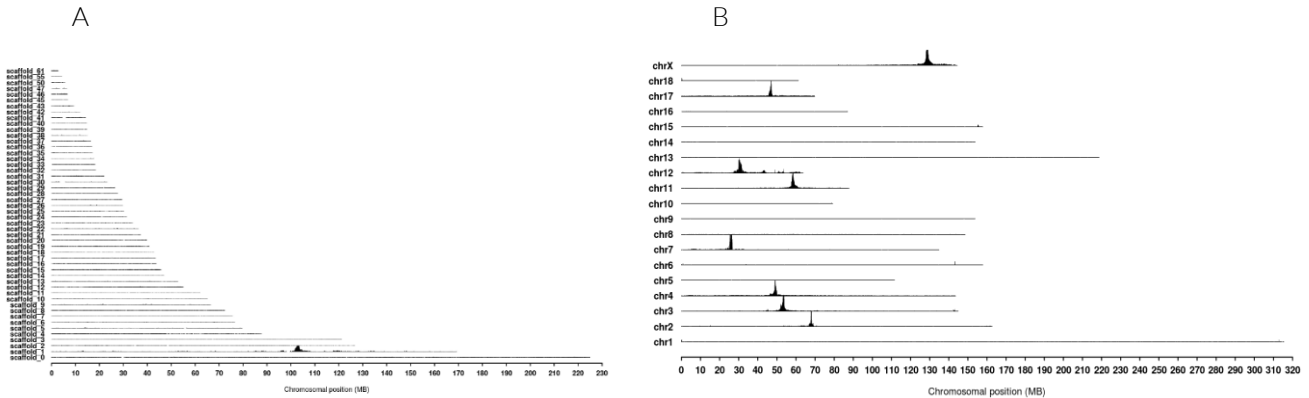 A
scaffold_61
scaffold_55
scaffold_50
scaffold_47
scaffold_46
scaffold_45
scaffold_43
scaffold_42
scaffold_41
scaffold_40
scaffold_39
scaffold_38
scaffold_37
scaffold_36
scaffold_35
scaffold_34
scaffold_33
scaffold_32
scaffold_31
scaffold_30
scaffold_29
scaffold_28
scaffold_27
scaffold_26
scaffold_25
scaffold_24
scaffold_23
scaffold_22
scaffold_21
scaffold_20
scaffold_19
scaffold_18
scaffold_17
scaffold_16
scaffold_15
scaffold_14
scaffold_13
scaffold_12
scaffold_11
scaffold_10
scaffold_9
scaffold_8
scaffold_7
scaffold_6
scaffold_5
scaffold_4
scaffold_3
scaffold_2
scaffold_1
scaffold_0
0 10 20 30 40 50 60 70 80 90 100 110 120 130 140 150 160 170 180 190 200 210 220 230
Chromosomal position (MB)
B
chrX
chr18
chr17
chr16
chr15
chr14
chr13
chr12
chr11
chr10
chr9
chr8
chr7
chr6
chr5
chr4
chr3
chr2
chr1
0 10 20 30 40 50 60 70 80 90 100 110 120 130 140 150 160 170 180 190 200 210 220 230 240 250 260 270 280 290 300 310 320
Chromosomal position (MB)